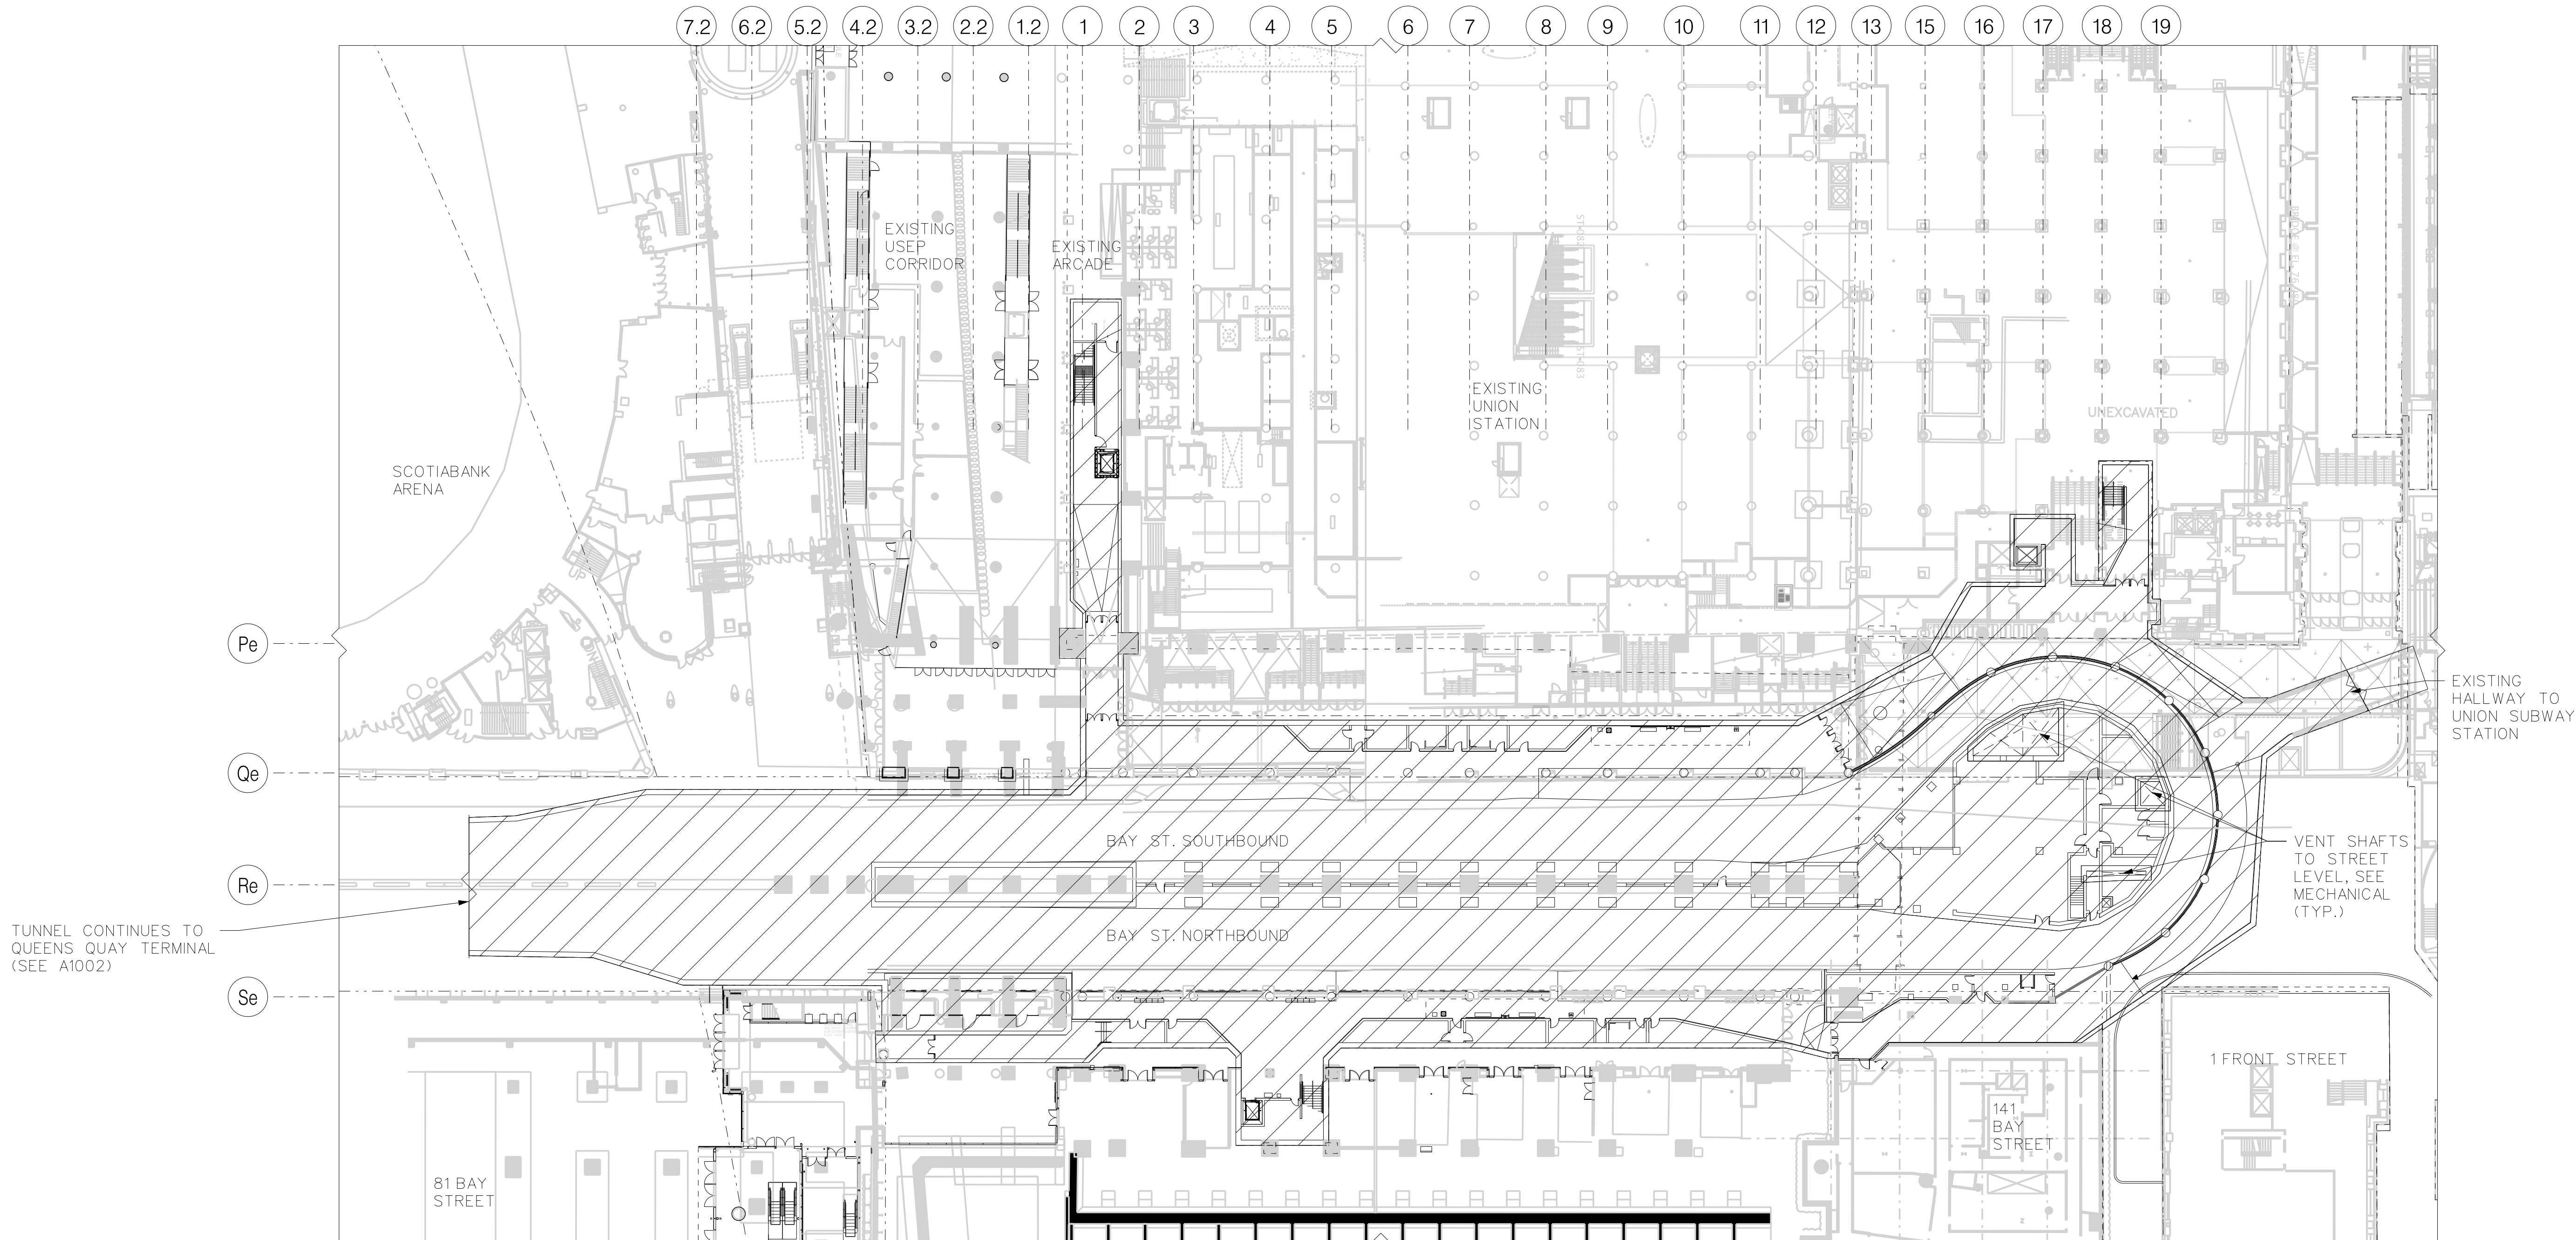 7.2 6.2 5.2 4.2 3.2 2.2 1.2 1 2 3 4 5 6 7 8 9 10 11 12 13 15 16 17 18 19
EXISTING
USEP
CORRIDOR
EXISTING
ARCADE
EXISTING
UNION
STATION
UNEXCAVATED
SCOTIABANK
ARENA
UP
Pe
Qe
Re
Se
EXISTING
HALLWAY TO
UNION SUBWAY
STATION
BAY ST. SOUTHBOUND
VENT SHAFTS
TO STREET
LEVEL, SEE
MECHANICAL
(TYP.)
TUNNEL CONTINUES TO
QUEENS QUAY TERMINAL
(SEE A1002)
BAY ST. NORTHBOUND
1 FRONT STREET
141
BAY
STREET
81 BAY
STREET